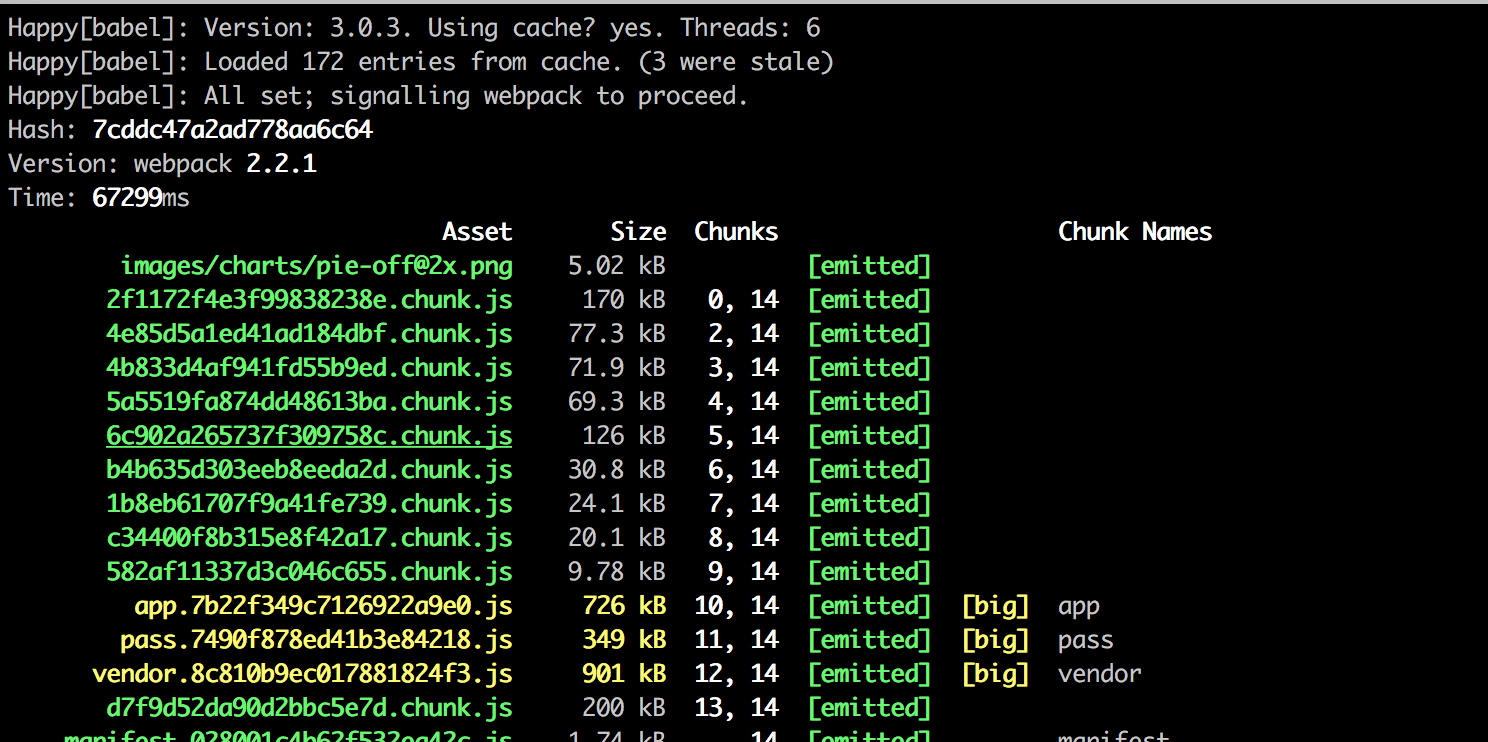 Happy[babel]: Version: 3.0.3. Using cache? yes. Threads: 6
Happy[babel]: Loaded 172 entries from cache. (3 were stale)
Happy[babel]: All set; signalling webpack to proceed.
Hash: 7cddc47a2ad778aa6c64
Version: webpack 2.2.1
Time: 67299ms
Asset Size Chunks Chunk Names
images/charts/pie-off@2x.png 5.02 kB [emitted]
2f1172f4e3f99838238e.chunk.js 170 kB 0, 14 [emitted]
4e85d5a1ed41ad184dbf.chunk.js 77.3 kB 2, 14 [emitted]
4b833d4af941fd55b9ed.chunk.js 71.9 kB 3, 14 [emitted]
5a5519fa874dd48613ba.chunk.js 69.3 kB 4, 14 [emitted]
6c902a265737f309758c.chunk.js 126 kB 5, 14 [emitted]
b4b635d303eeb8eeda2d.chunk.js 30.8 kB 6, 14 [emitted]
1b8eb61707f9a41fe739.chunk.js 24.1 kB 7, 14 [emitted]
c34400f8b315e8f42a17.chunk.js 20.1 kB 8, 14 [emitted]
582af11337d3c046c655.chunk.js 9.78 kB 9, 14 [emitted]
app.7b22f349c7126922a9e0.js 726 kB 10, 14 [emitted] [big] app
pass.7490f878ed41b3e84218.js 349 kB 11, 14 [emitted] [big] pass
vendor.8c810b9ec017881824f3.js 901 kB 12, 14 [emitted] [big] vendor
d7f9d52da90d2bbc5e7d.chunk.js 200 kB 13, 14 [emitted]
1.74 kB 14 [emitted] manifest